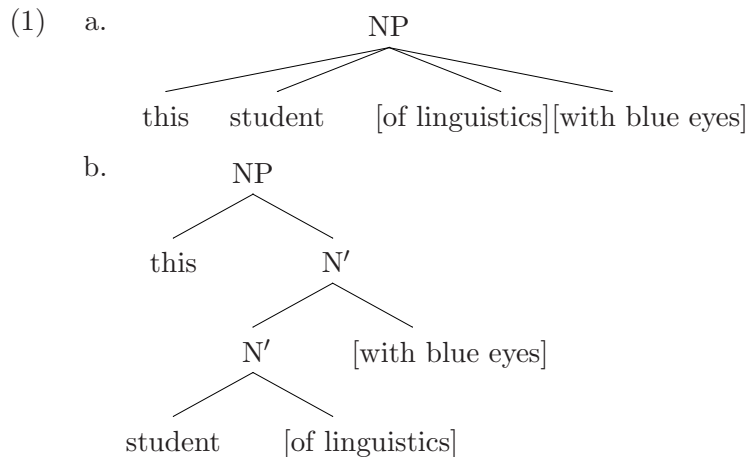 (1) a. NP
this student [of linguistics][with blue eyes]
b. NP
this N′
N′ [with blue eyes]
student [of linguistics]